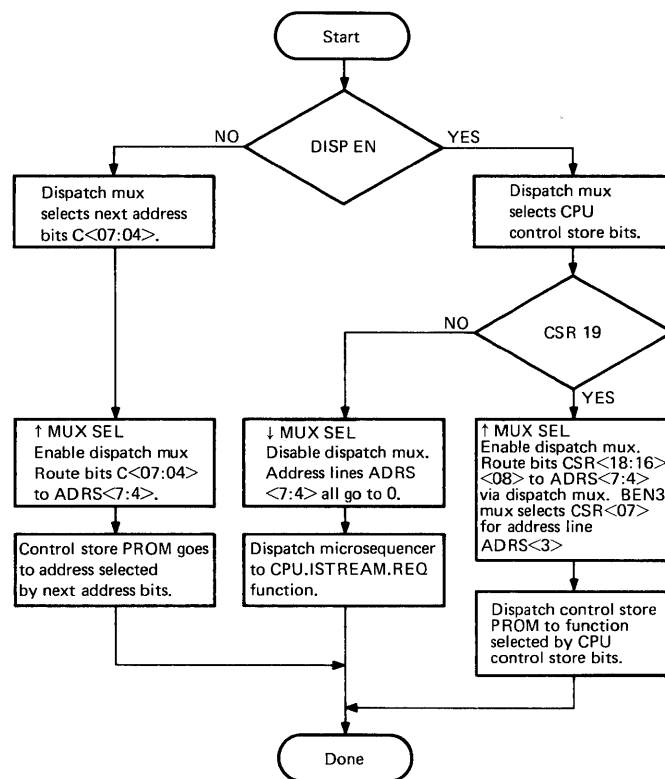 Start
DISP EN
NO
YES
Dispatch mux
selects next address
bits C<07:04>.
Dispatch mux
selects CPU
control store bits.
CSR 19
NO
YES
↑ MUX SEL
Enable dispatch mux
Route bits C<07:04>
to ADRS<7:4>.
↓ MUX SEL
Disable dispatch mux.
Address lines ADRS
<7:4> all go to 0.
↑ MUX SEL
Enable dispatch mux.
Route bits CSR<18:16>
<08> to ADRS<7:4>
via dispatch mux. BEN3
mux selects CSR<07>
for address line
ADRS<3>
Control store PROM goes
to address selected
by next address bits.
Dispatch microsequencer
to CPU.ISTREAM.REQ
function.
Dispatch control store
PROM to function
selected by CPU
control store bits.
Done